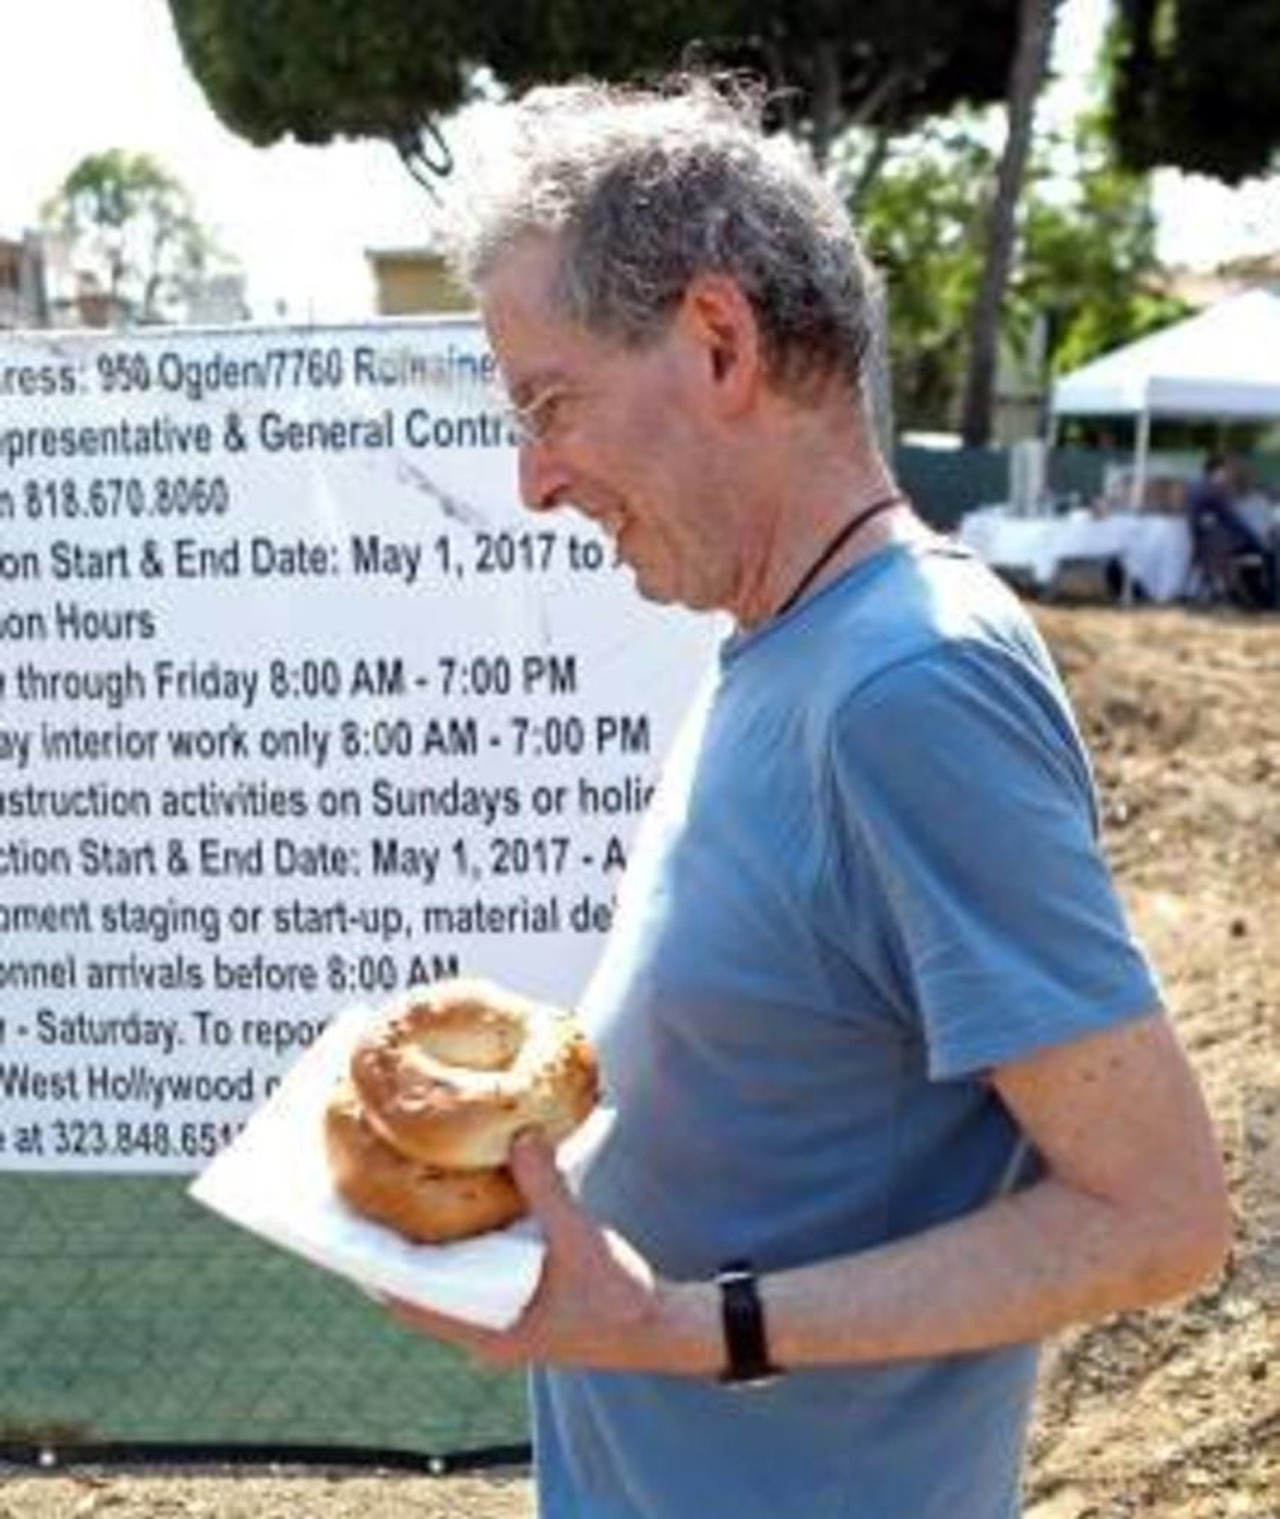 ress: 950 Ogden/7760 Romaine
presentative & General Contr
818.670.8060
on Start & End Date: May 1, 2017 to
on Hours
through Friday 8:00 AM - 7:00 PM
ay interior work only 8:00 AM - 7:00 PM
struction activities on Sundays or holi
ction Start & End Date: May 1, 2017 - A
pment staging or start-up, material de
onnel arrivals before 8:00 AM
- Saturday. To repor
West Hollywood
at 323.848.651